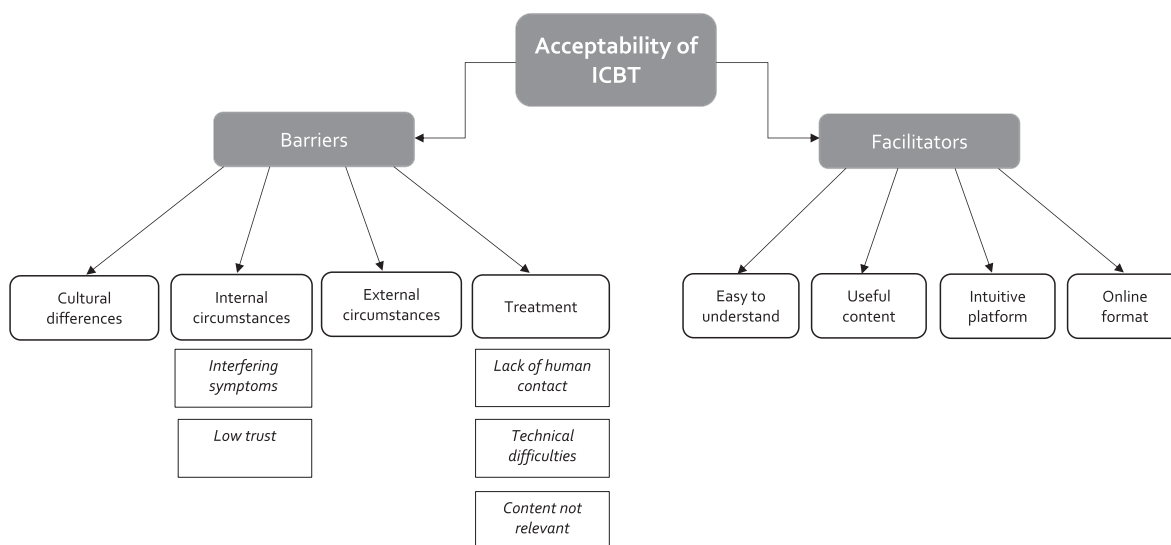 Acceptability of
ICBT
Barriers
Facilitators
Cultural
differences
Internal
circumstances
External
circumstances
Treatment
Easy to
understand
Useful
content
Intuitive
platform
Online
format
Interfering
symptoms
Low trust
Lack of human
contact
Technical
difficulties
Content not
relevant